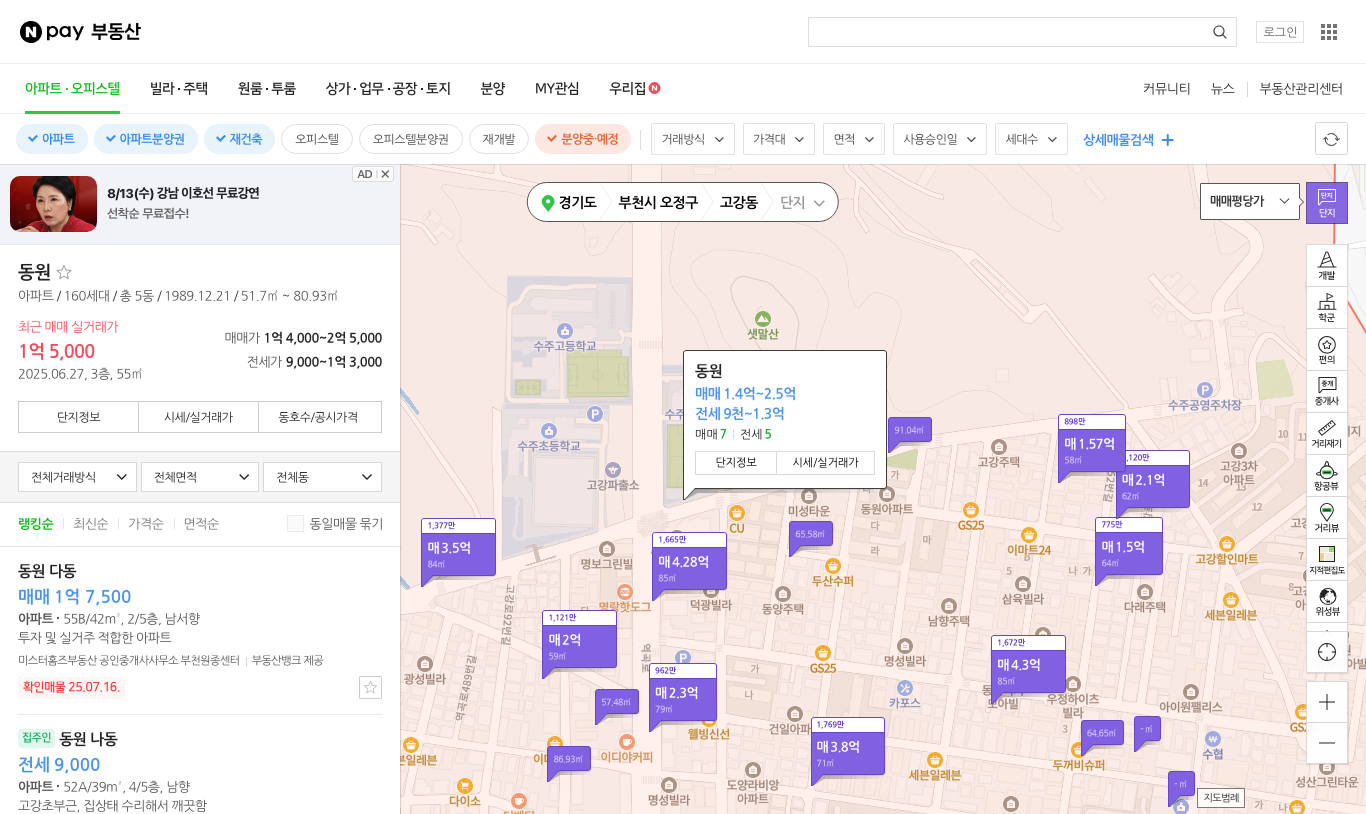 N pay 부동산
로그인
아파트·오피스텔 빌라·주택 원룸·투룸 상가·업무·공장·토지 분양 MY관심 우리집 N
커뮤니티 뉴스 부동산관리센터
아파트 아파트분양권 재건축 오피스텔 오피스텔분양권 재개발 분양중·예정 거래방식 가격대 면적 사용승인일 세대수 상세매물검색
AD
8/13(수) 강남 이호선 무료강연
선착순 무료접수!
동원
아파트 / 160세대 / 총 5동 / 1989.12.21 / 51.7㎡ ~ 80.93㎡
최근 매매 실거래가
1억 5,000
2025.06.27, 3층, 55㎡
매매가 1억 4,000~2억 5,000
전세가 9,000~1억 3,000
단지정보 시세/실거래가 동호수/공시가격
전체거래방식 전체면적 전체동
랭킹순 최신순 가격순 면적순 동일매물 묶기
동원 다동
매매 1억 7,500
아파트 · 55B/42㎡, 2/5층, 남서향
투자 및 실거주 적합한 아파트
미스터홈즈부동산 공인중개사사무소 부천원종센터 부동산뱅크 제공
확인매물 25.07.16.
집주인 동원 나동
전세 9,000
아파트 · 52A/39㎡, 4/5층, 남향
고강초부근, 집상태 수리해서 깨끗함
경기도 부천시 오정구 고강동 단지
매매평당가
단지
단지
개발
학군
편의
중개
중개사
거리재기
항공뷰
거리뷰
지적편집도
위성뷰
샛말산
수주고등학교
P
수주초등학교
고강파출소
동원
매매 1.4억~2.5억
전세 9천~1.3억
매매 7 전세 5
단지정보 시세/실거래가
91.04㎡
P
수주공영주차장
898만
매1.57억
58㎡
,120만
매2.1억
62㎡
고강주택
고강3차
아파트
10
11
14
13
12
미성타운
동원아파트
CU
GS25
이마트24
775만
매1.5억
64㎡
고강할인마트
1,377만
매3.5억
84㎡
1,665만
매4.28억
85㎡
65.58㎡
다
라
마
5
나
가
명보그린빌
두산수퍼
명랑핫도그
덕광빌라
동양주택
삼육빌라
다래주택
남향주택
세븐일레븐
고강로92번길
1,121만
매2억
59㎡
1,672만
매4.3억
85㎡
광성빌라
역곡로489번길
P
962만
매2.3억
79㎡
GS25
명성빌라
가
카포스
우정하이츠
빌라
아이원팰리스
57.48㎡
나
웰빙신선
건일아파
1,769만
매3.8억
71㎡
64.65㎡
- ㎡
3
86.93㎡
이디야커피
세븐일레븐
두꺼비슈퍼
수협
다이소
명성빌라
도양라비앙
아파트
- ㎡
성산그린타운
지도범례